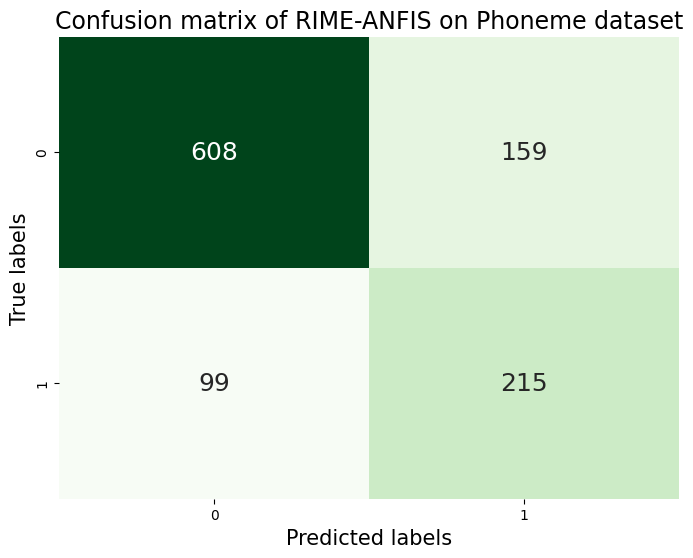 Confusion matrix of RIME-ANFIS on Phoneme dataset
True labels
0
608
159
1
99
215
0
1
Predicted labels